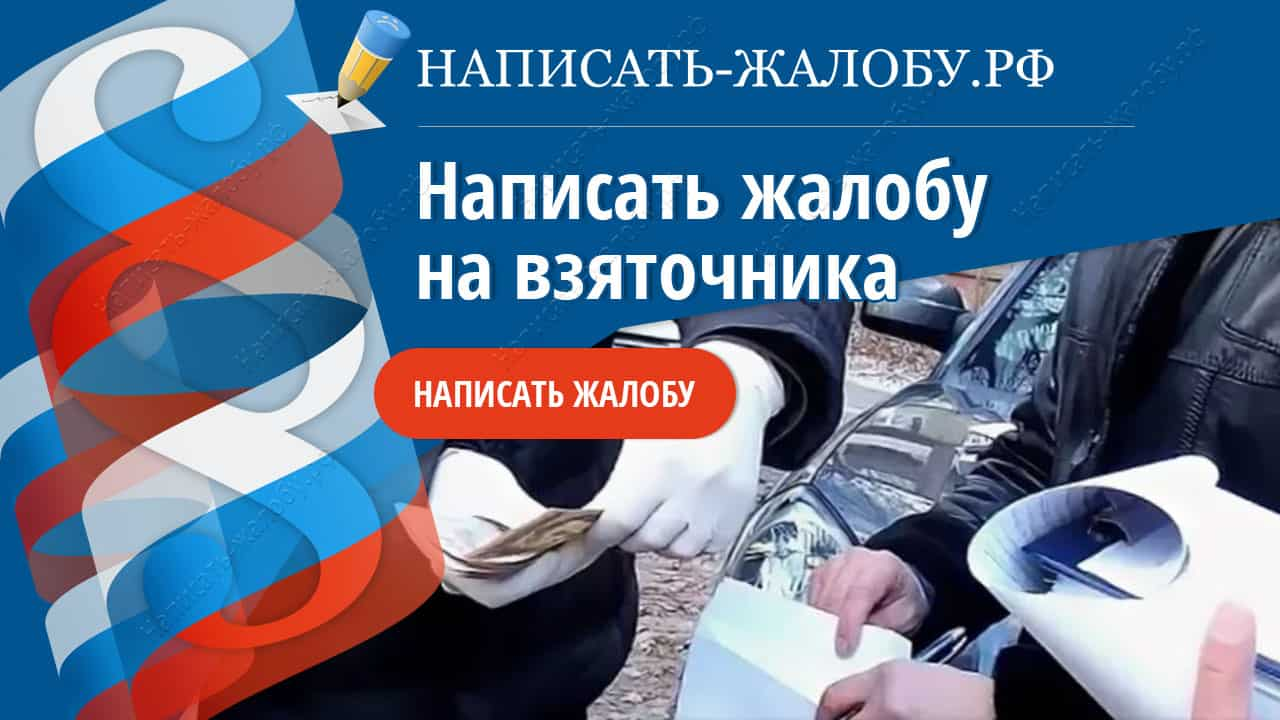 НАПИСАТЬ-ЖАЛОБУ.РФ
Написать жалобу
на взяточника
НАПИСАТЬ ЖАЛОБУ